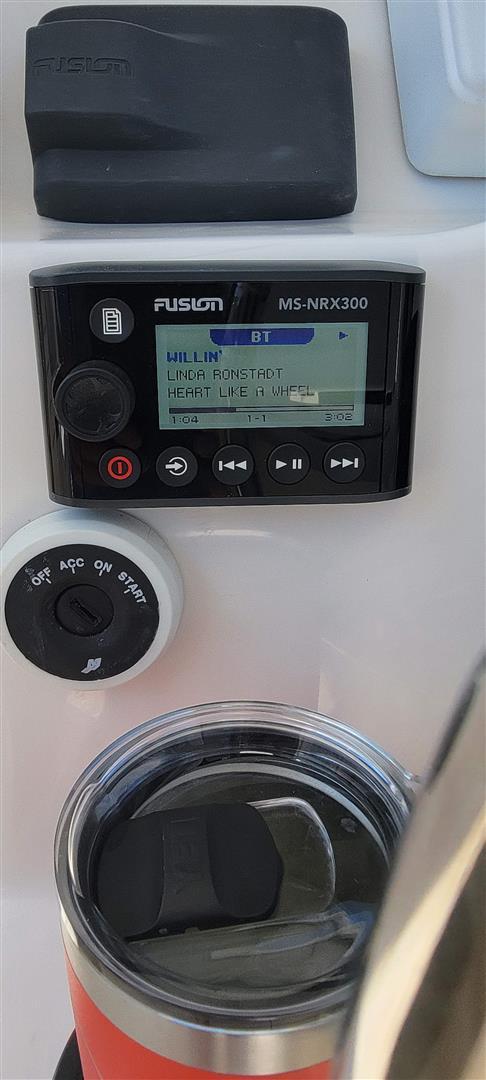 FUSION
FUSION MS-NRX300
BT
WILLIN'
LINDA RONSTADT
HEART LIKE A WHEEL
1:04 1-1 3:02
OFF ACC ON START
YETI